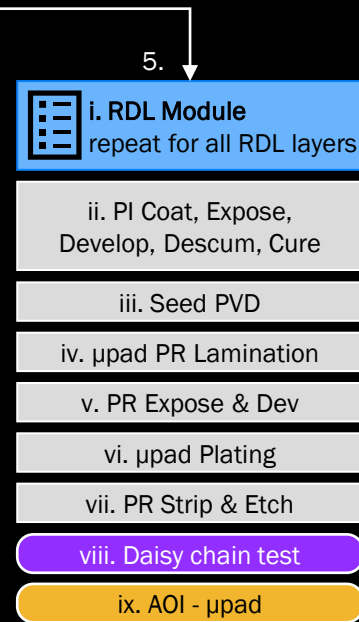 5.
i. RDL Module
repeat for all RDL layers
ii. PI Coat, Expose,
Develop, Descum, Cure
iii. Seed PVD
iv. μpad PR Lamination
v. PR Expose & Dev
vi. μpad Plating
vii. PR Strip & Etch
viii. Daisy chain test
ix. AOI - μpad